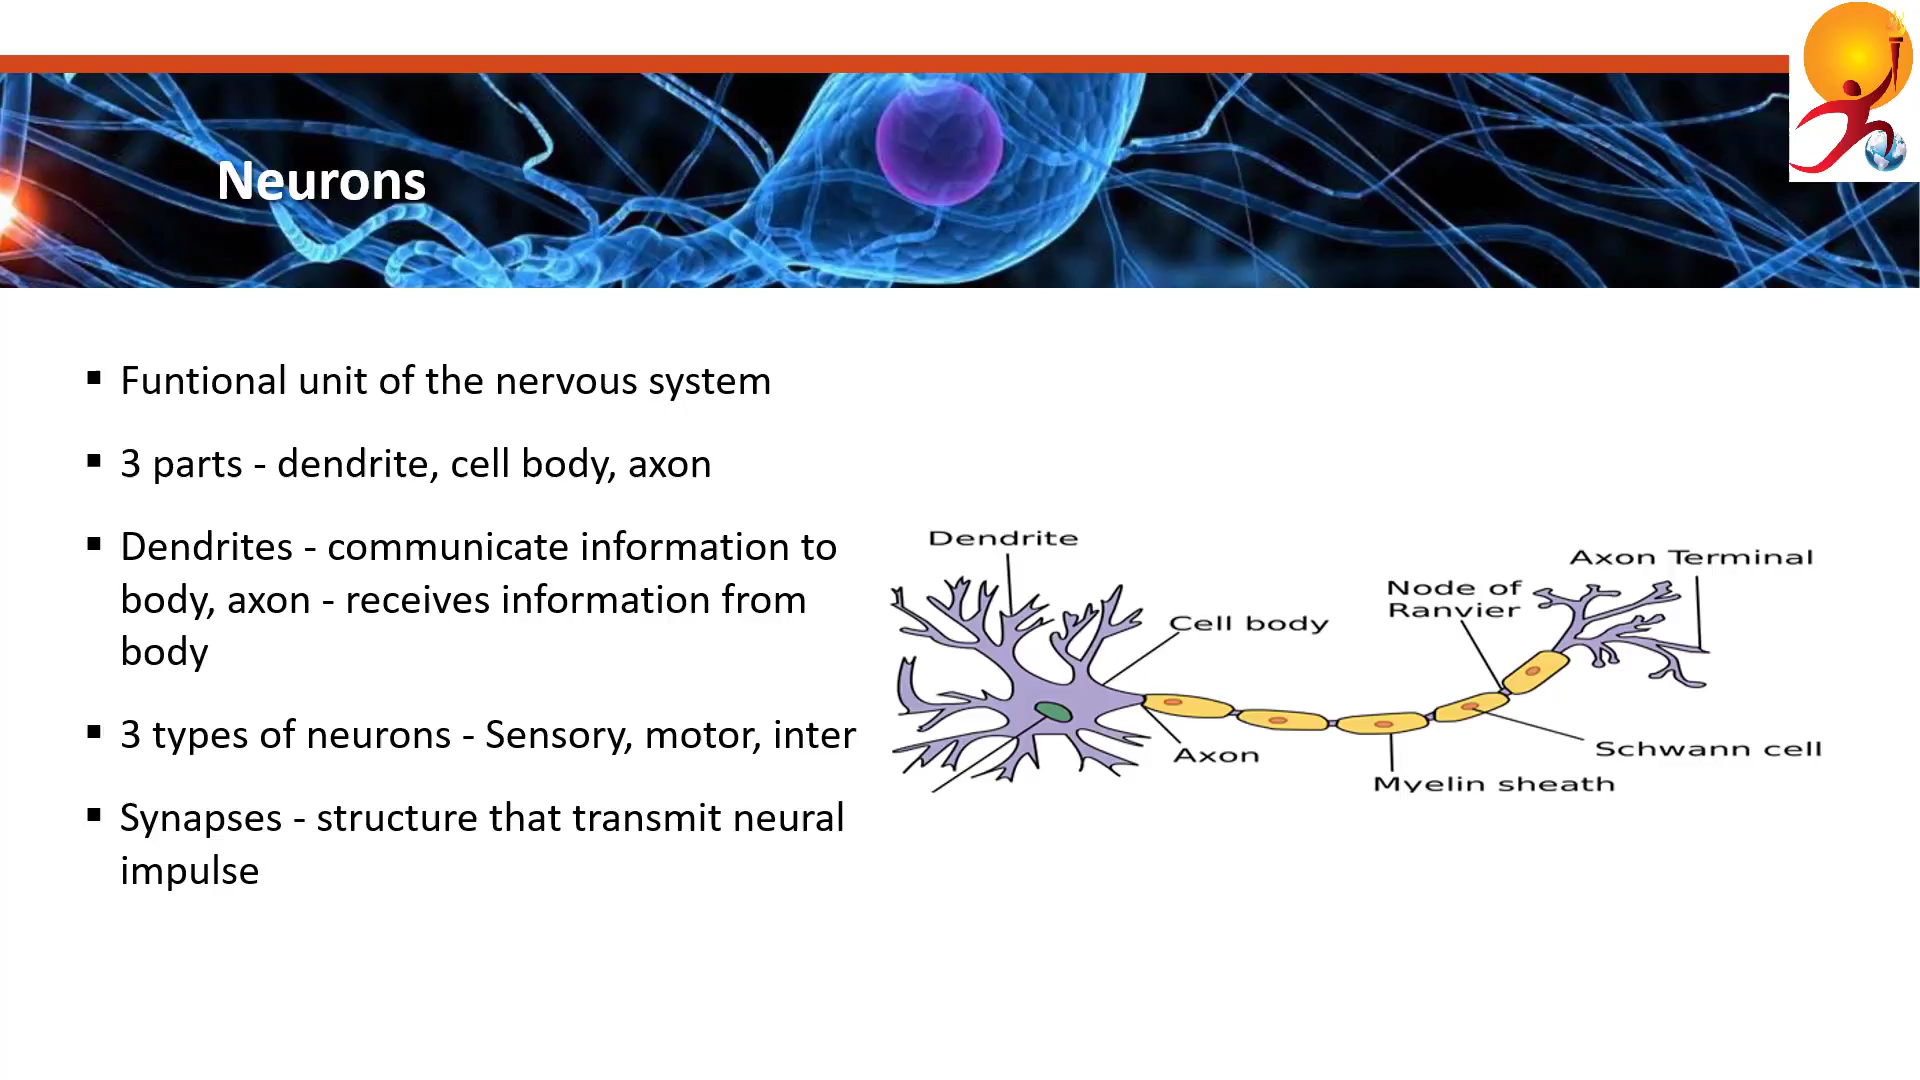 Neurons
▪ Funtional unit of the nervous system
▪ 3 parts - dendrite, cell body, axon
▪ Dendrites - communicate information to
body, axon - receives information from
body
▪ 3 types of neurons - Sensory, motor, inter
▪ Synapses - structure that transmit neural
impulse
Dendrite
Cell body
Node of
Ranvier
Axon Terminal
Axon
Schwann cell
Myelin sheath